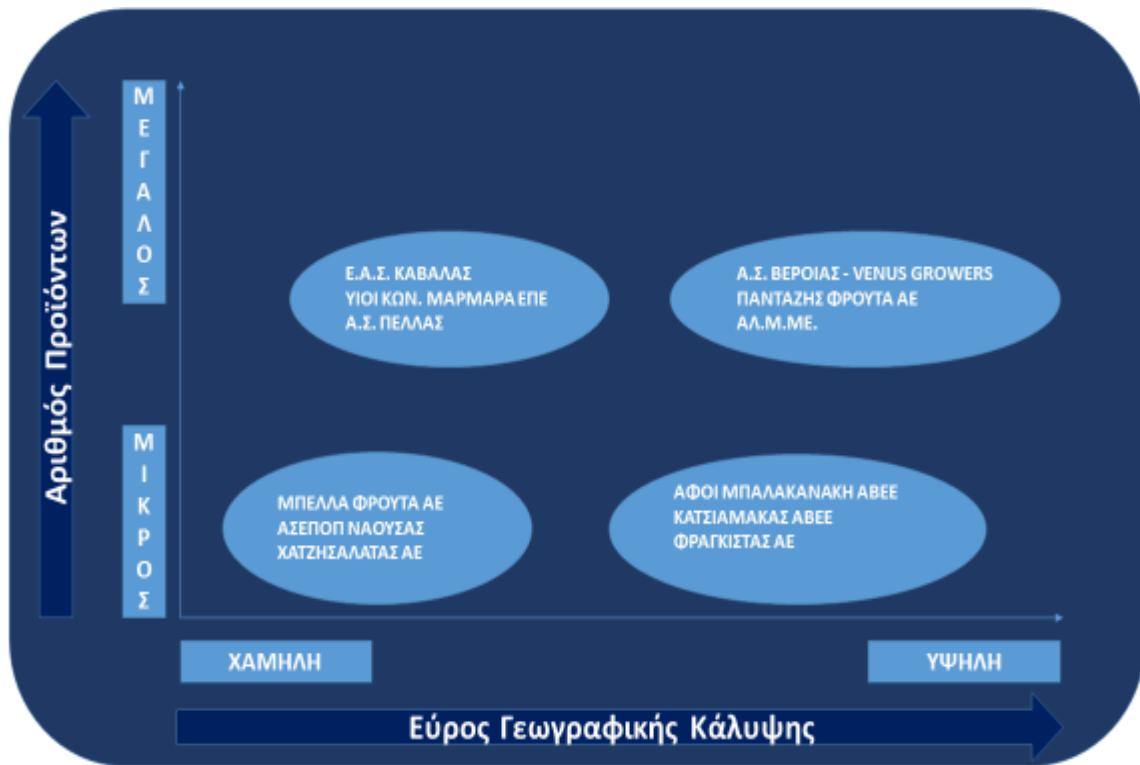 Αριθμός Προϊόντων
ΜΕΓΑΛΟΣ
ΜΙΚΡΟΣ
Ε.Α.Σ. ΚΑΒΑΛΑΣ
ΥΙΟΙ ΚΩΝ. ΜΑΡΜΑΡΑ ΕΠΕ
Α.Σ. ΠΕΛΛΑΣ
Α.Σ. ΒΕΡΟΙΑΣ - VENUS GROWERS
ΠΑΝΤΑΖΗΣ ΦΡΟΥΤΑ ΑΕ
ΑΛ.Μ.ΜΕ.
ΜΠΕΛΛΑ ΦΡΟΥΤΑ ΑΕ
ΑΣΕΠΟΠ ΝΑΟΥΣΑΣ
ΧΑΤΖΗΣΑΛΑΤΑΣ ΑΕ
ΑΦΟΙ ΜΠΑΛΑΚΑΝΑΚΗ ΑΒΕΕ
ΚΑΤΣΙΑΜΑΚΑΣ ΑΒΕΕ
ΦΡΑΓΚΙΣΤΑΣ ΑΕ
ΧΑΜΗΛΗ
ΥΨΗΛΗ
Εύρος Γεωγραφικής Κάλυψης